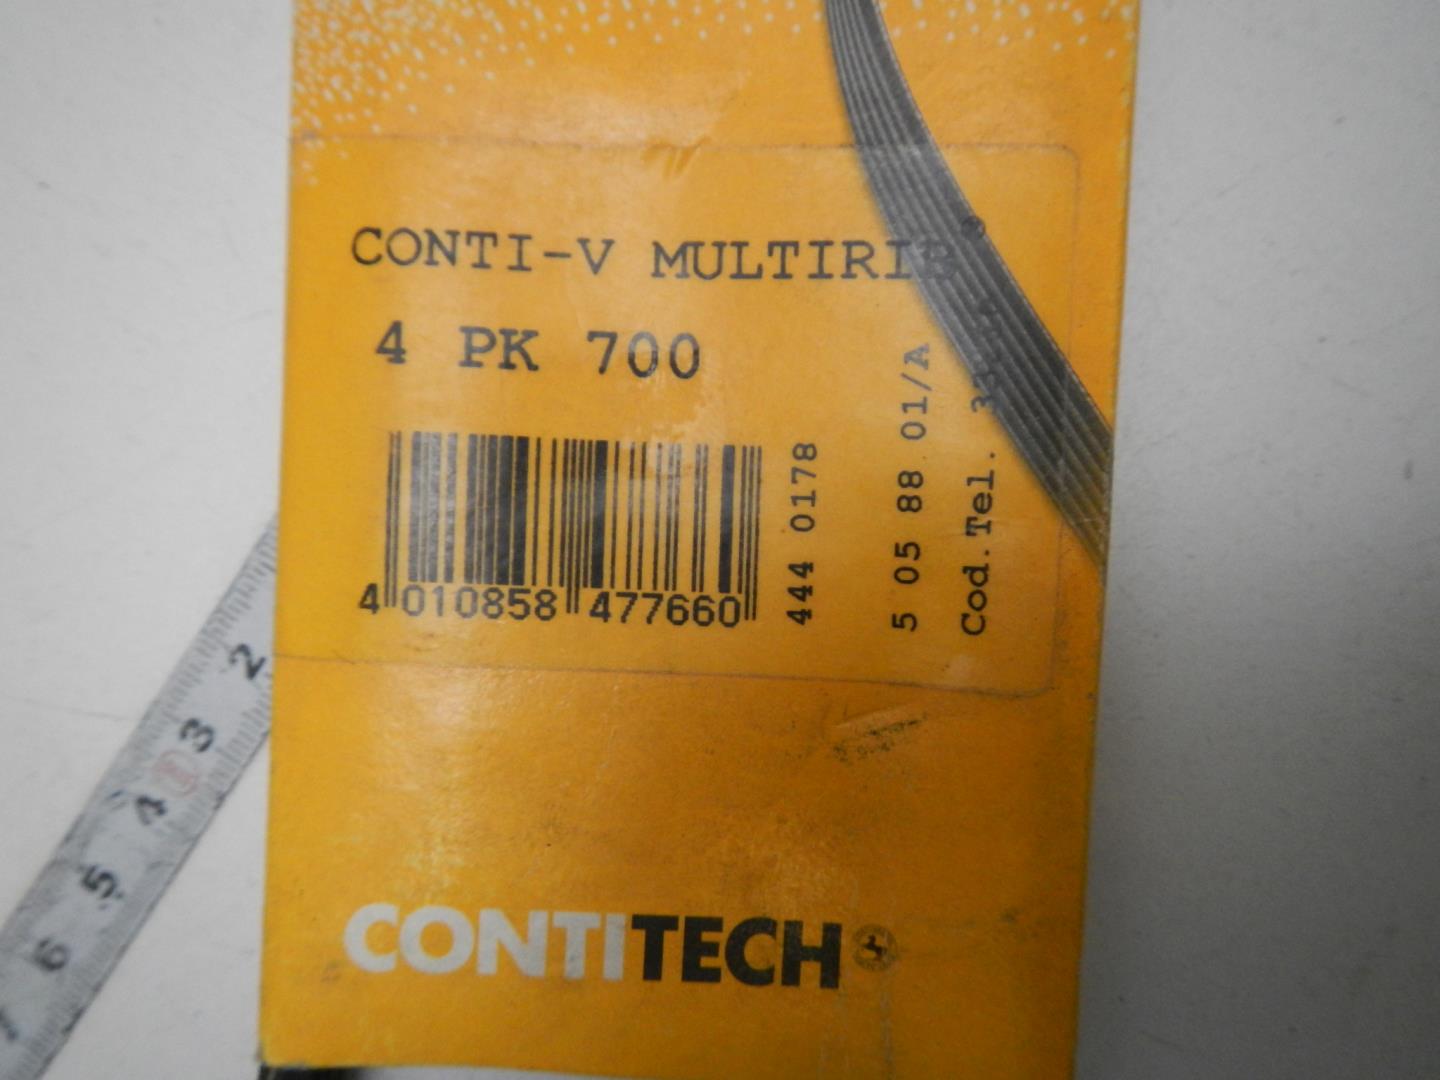 CONTI-V MULTIRIB®
4 PK 700
4 010858 477660
444 0178
5 05 88 01/A
Cod.Tel.
CONTITECH
2
3
4
5
6
7